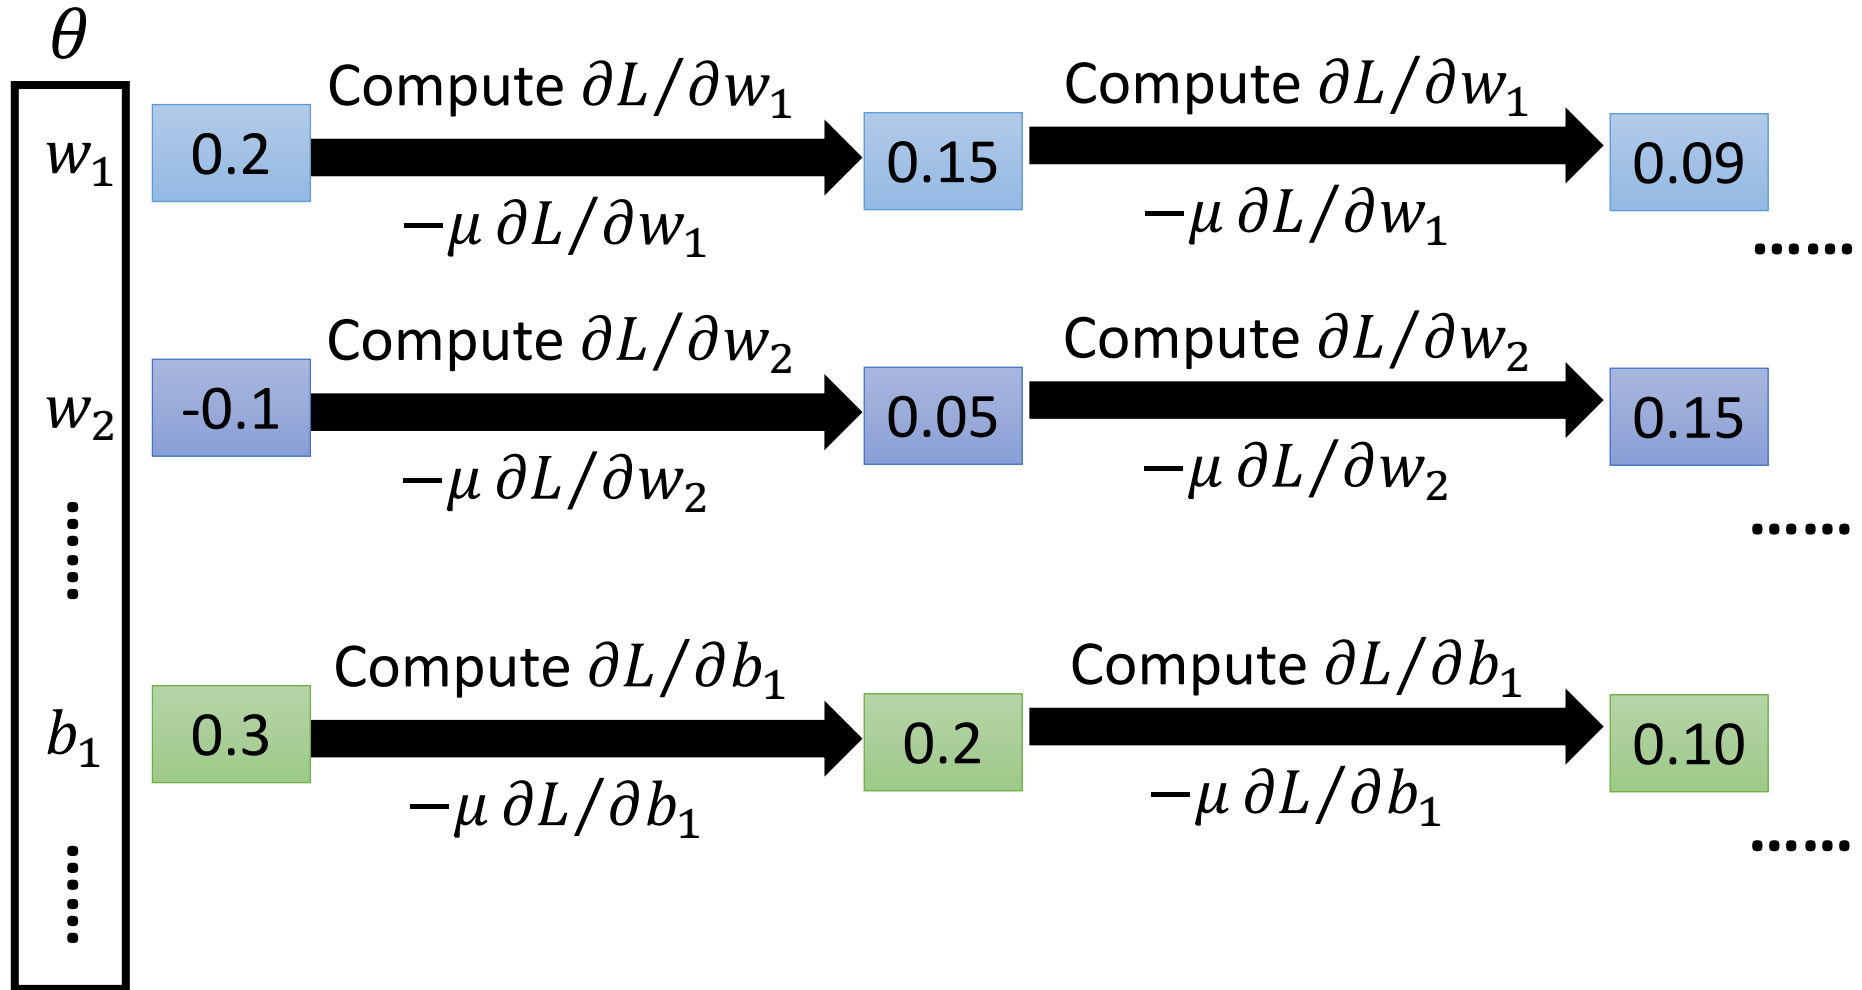 θ
Compute ∂L/∂w₁
Compute ∂L/∂w₁
w₁
0.2
0.15
0.09
−μ ∂L/∂w₁
−μ ∂L/∂w₁
……
Compute ∂L/∂w₂
Compute ∂L/∂w₂
w₂
-0.1
0.05
0.15
−μ ∂L/∂w₂
−μ ∂L/∂w₂
……
……
Compute ∂L/∂b₁
Compute ∂L/∂b₁
b₁
0.3
0.2
0.10
−μ ∂L/∂b₁
−μ ∂L/∂b₁
……
……